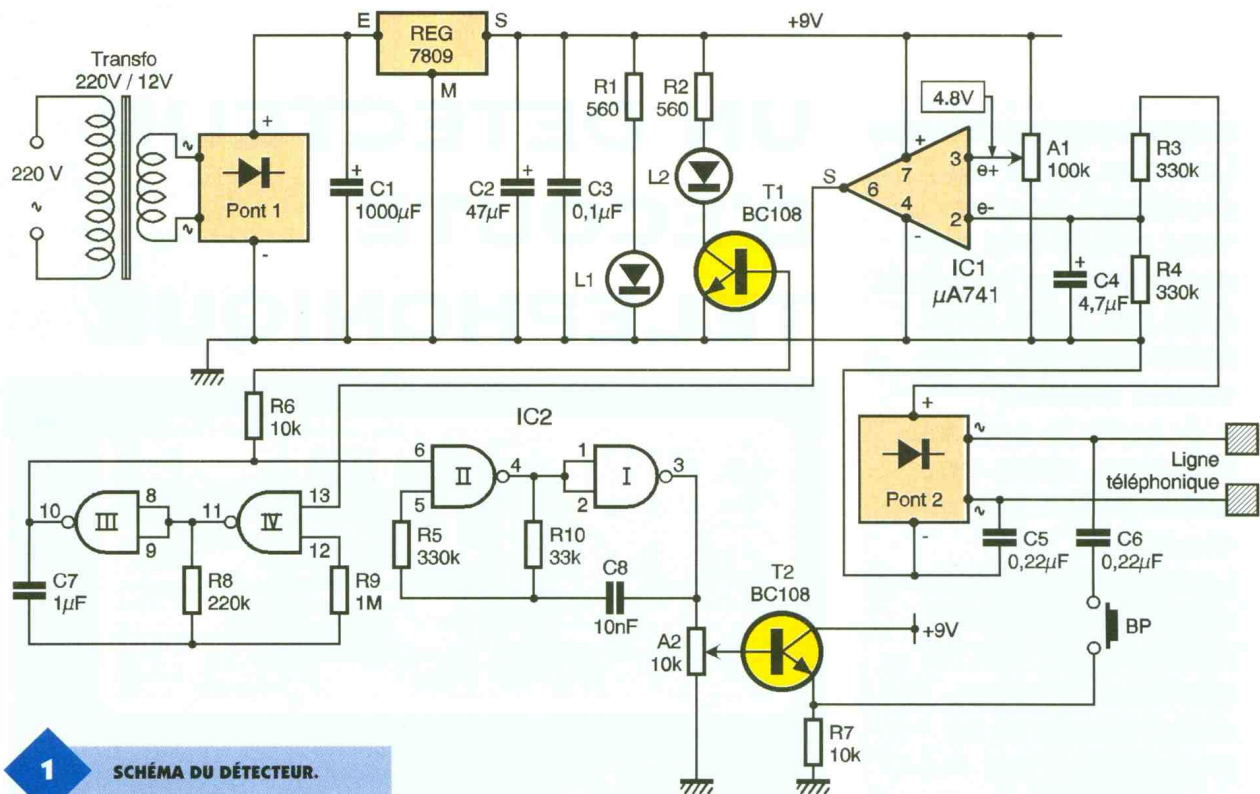 E
REG
7809
S
M
+9V
Transfo
220V / 12V
220 V
~
+
~
~
Pont 1
-
+
C1
1000µF
+
C2
47µF
C3
0,1µF
R1
560
R2
560
L2
L1
T1
BC108
S
6
+
7
4
-
3
e+
2
e-
4.8V
IC1
µA741
A1
100k
R3
330k
R4
330k
+
C4
4,7µF
R6
10k
IC2
6
5
II
4
1
2
I
3
10
III
8
9
11
IV
13
12
R5
330k
R10
33k
C7
1µF
R8
220k
R9
1M
C8
10nF
A2
10k
T2
BC108
+9V
R7
10k
+
~
~
Pont 2
-
Ligne
téléphonique
C5
0,22µF
C6
0,22µF
BP
1
SCHÉMA DU DÉTECTEUR.
UN DETECTEUR
D'ECOUTE
TELEPHONIQUE